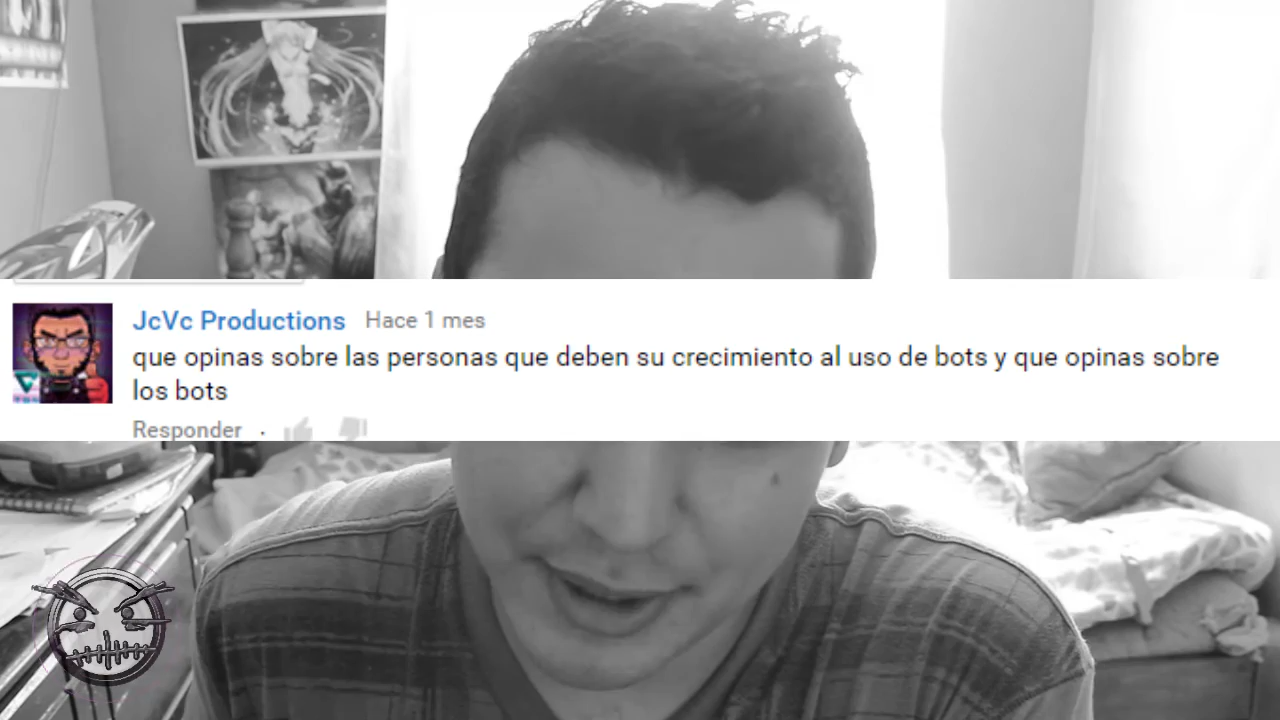 JcVc Productions Hace 1 mes
que opinas sobre las personas que deben su crecimiento al uso de bots y que opinas sobre
los bots
Responder ·